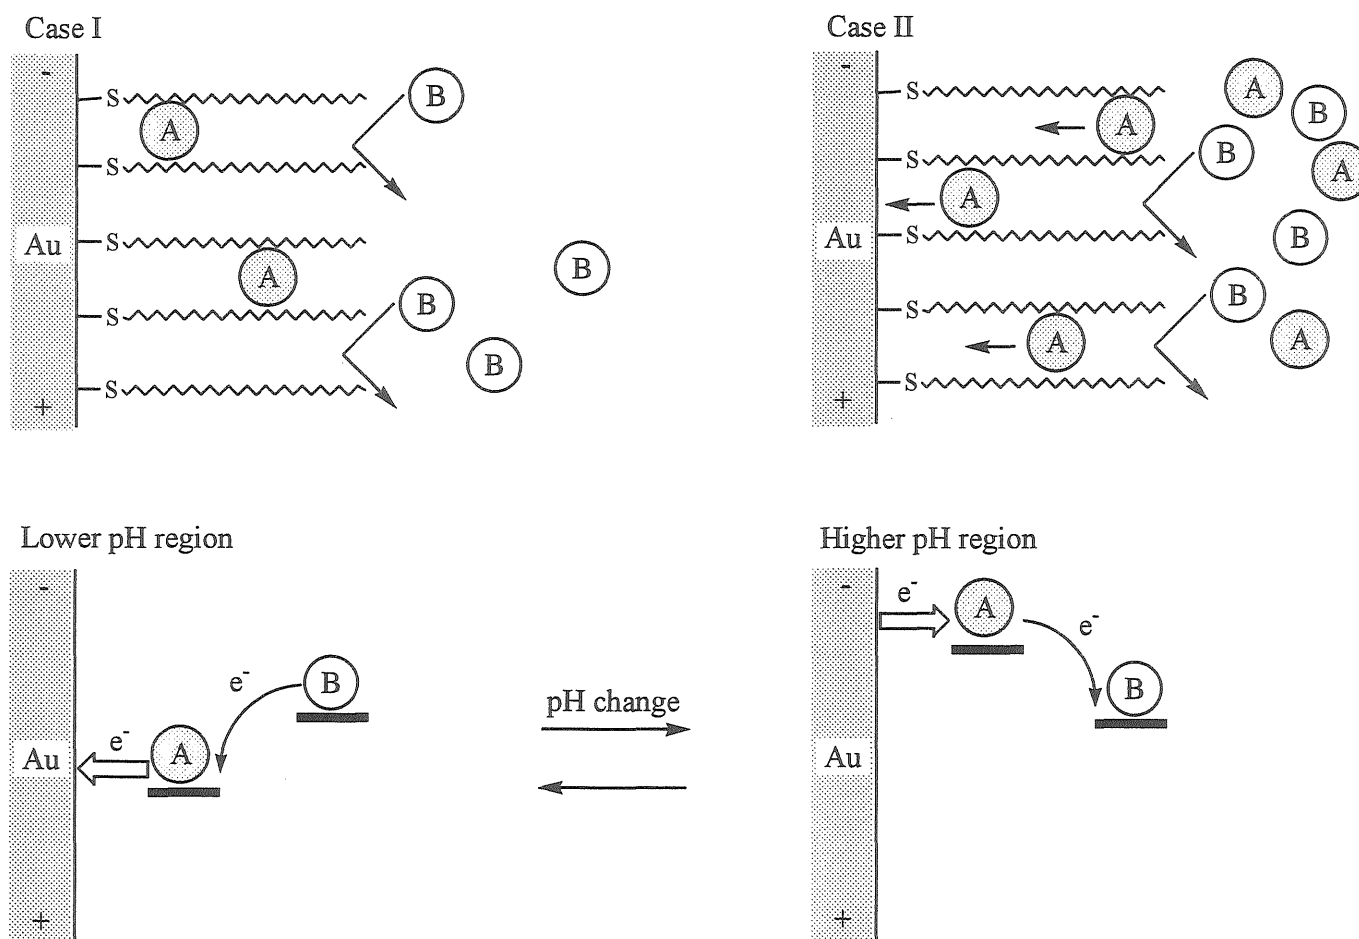 Case I
-
S
B
A
S
Au
S
A
B
B
S
B
S
+
Case II
-
S
A
A
B
B
S
A
A
Au
S
B
S
B
A
A
S
+
Lower pH region
-
e-
B
e-
A
Au
+
pH change
Higher pH region
-
e-
A
e-
B
Au
+